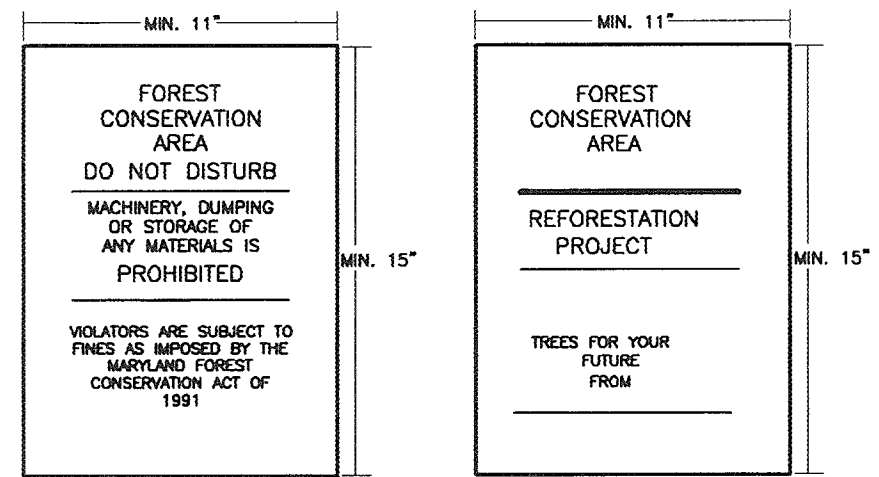 MIN. 11"
FOREST
CONSERVATION
AREA
DO NOT DISTURB
MACHINERY, DUMPING
OR STORAGE OF
ANY MATERIALS IS
PROHIBITED
VIOLATORS ARE SUBJECT TO
FINES AS IMPOSED BY THE
MARYLAND FOREST
CONSERVATION ACT OF
1991
MIN. 15"
MIN. 11"
FOREST
CONSERVATION
AREA
REFORESTATION
PROJECT
TREES FOR YOUR
FUTURE
FROM
MIN. 15"